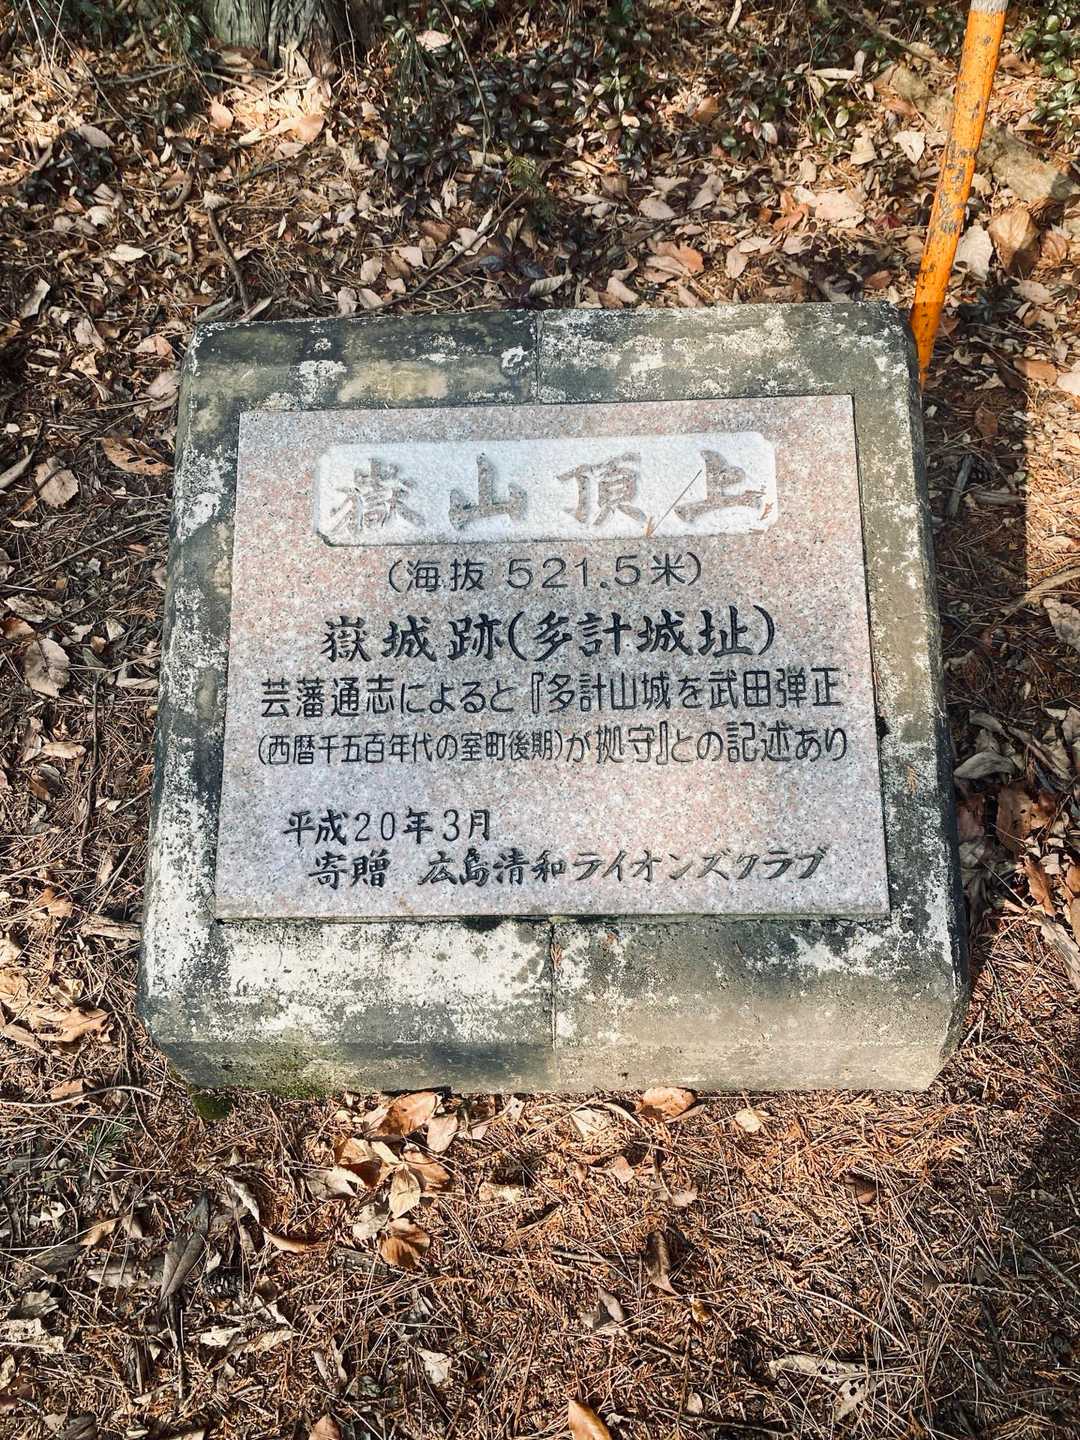 嶽山頂上
(海抜 521.5米)
嶽城跡(多計城址)
芸藩通志によると『多計山城を武田弾正
(西暦千五百年代の室町後期)が拠守』との記述あり
平成20年3月
寄贈 広島清和ライオンズクラブ